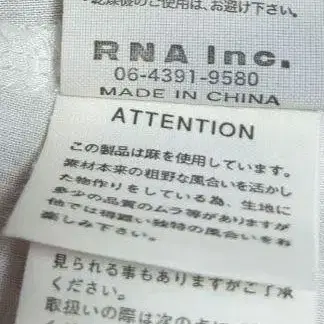 乾燥機のご使用は、お避け下さい。
RNA Inc.
06-4391-9580
MADE IN CHINA
ATTENTION
この製品は麻を使用しています。
素材本来の粗野な風合いを活かし
た物作りをしている為、生地に
多少の品質のムラ等がありますが
他では得難い独特の風合いをお
楽しみ下さい。
見られる事もありますがご了承
ください。
取扱いの際は次の点に